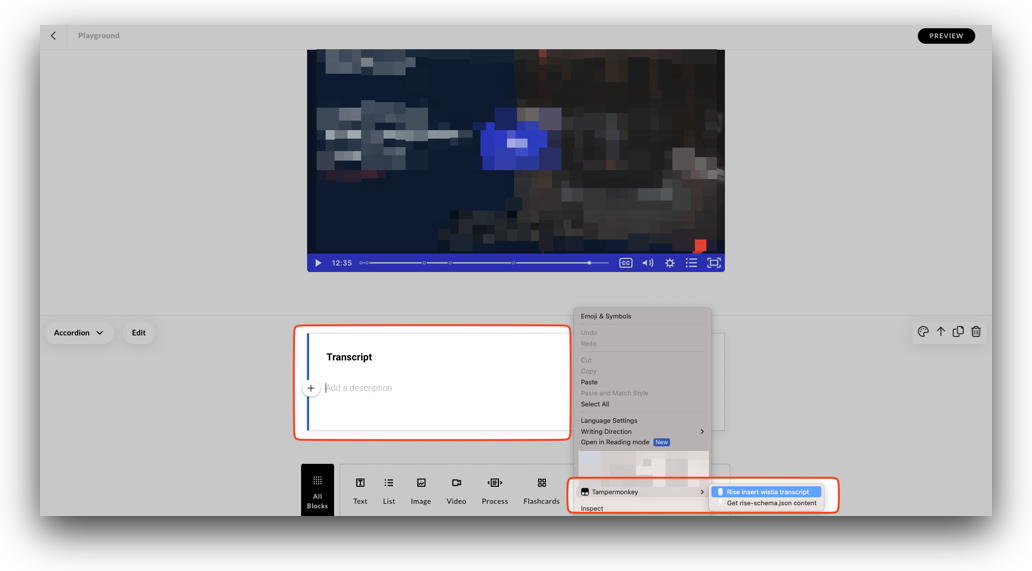 Playground
PREVIEW
12:35
CC
Accordion
Edit
Transcript
Add a description
Emoji & Symbols
Undo
Redo
Cut
Copy
Paste
Paste and Match Style
Select All
Language Settings
Writing Direction
Open in Reading mode New
Tampermonkey
Rise insert wistia transcript
Get rise-schema.json content
Inspect
All
Blocks
Text
List
Image
Video
Process
Flashcards